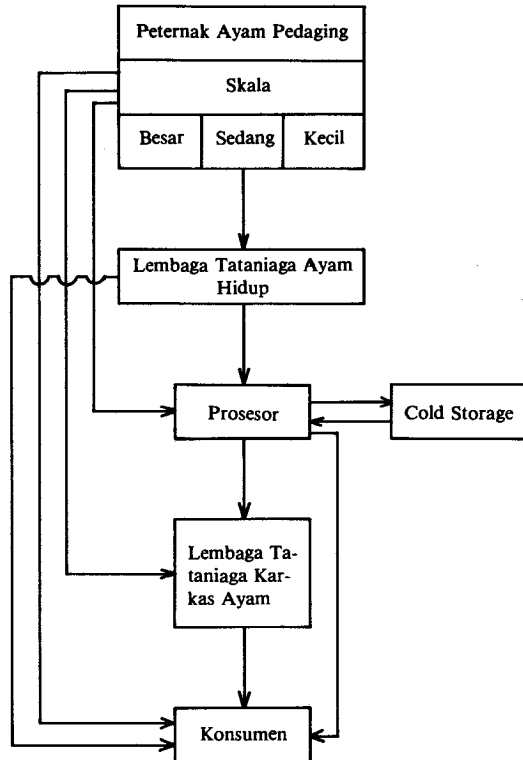 Peternak Ayam Pedaging
Skala
Besar
Sedang
Kecil
Lembaga Tataniaga Ayam
Hidup
Prosesor
Cold Storage
Lembaga Ta-
taniaga Kar-
kas Ayam
Konsumen